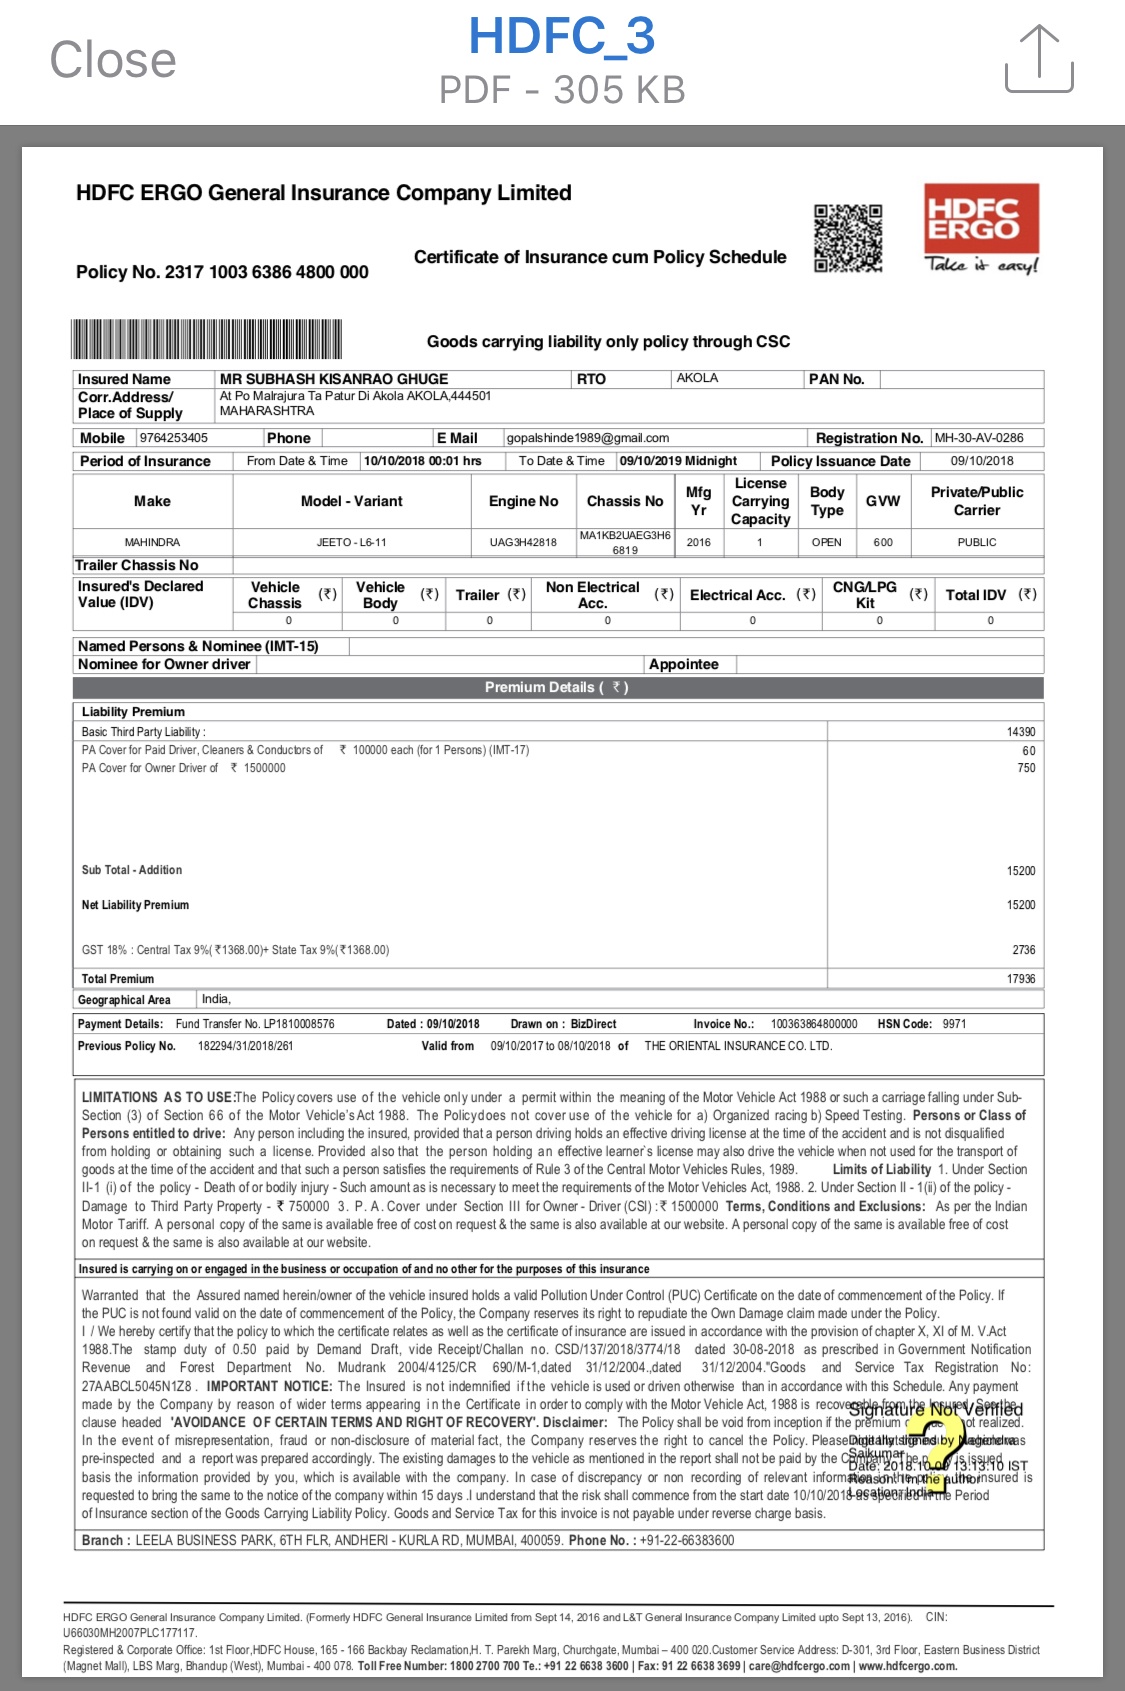 Close
HDFC_3
PDF - 305 KB
HDFC ERGO General Insurance Company Limited
HDFC
ERGO
Take it easy!
Certificate of Insurance cum Policy Schedule
Policy No. 2317 1003 6386 4800 000
Goods carrying liability only policy through CSC
Insured Name MR SUBHASH KISANRAO GHUGE RTO AKOLA PAN No.
Corr.Address/ At Po Malrajura Ta Patur Di Akola AKOLA,444501
Place of Supply MAHARASHTRA
Mobile 9764253405 Phone E Mail gopalshinde1989@gmail.com Registration No. MH-30-AV-0286
Period of Insurance From Date & Time 10/10/2018 00:01 hrs To Date & Time 09/10/2019 Midnight Policy Issuance Date 09/10/2018
Make Model - Variant Engine No Chassis No Mfg Yr License Carrying Capacity Body Type GVW Private/Public Carrier
MAHINDRA JEETO - L6-11 UAG3H42818 MA1KB2UAEG3H6 6819 2016 1 OPEN 600 PUBLIC
Trailer Chassis No
Insured's Declared Value (IDV) Vehicle Chassis (₹) Vehicle Body (₹) Trailer (₹) Non Electrical Acc. (₹) Electrical Acc. (₹) CNG/LPG Kit (₹) Total IDV (₹)
0 0 0 0 0 0 0
Named Persons & Nominee (IMT-15)
Nominee for Owner driver Appointee
Premium Details ( ₹ )
Liability Premium
Basic Third Party Liability : 14390
PA Cover for Paid Driver, Cleaners & Conductors of ₹ 100000 each (for 1 Persons) (IMT-17) 60
PA Cover for Owner Driver of ₹ 1500000 750
Sub Total - Addition 15200
Net Liability Premium 15200
GST 18% : Central Tax 9%(₹1368.00)+ State Tax 9%(₹1368.00) 2736
Total Premium 17936
Geographical Area India,
Payment Details: Fund Transfer No. LP1810008576 Dated : 09/10/2018 Drawn on : BizDirect Invoice No.: 100363864800000 HSN Code: 9971
Previous Policy No. 182294/31/2018/261 Valid from 09/10/2017 to 08/10/2018 of THE ORIENTAL INSURANCE CO. LTD.
LIMITATIONS AS TO USE:The Policy covers use of the vehicle only under a permit within the meaning of the Motor Vehicle Act 1988 or such a carriage falling under Sub-
Section (3) of Section 66 of the Motor Vehicle's Act 1988. The Policy does not cover use of the vehicle for a) Organized racing b) Speed Testing. Persons or Class of
Persons entitled to drive: Any person including the insured, provided that a person driving holds an effective driving license at the time of the accident and is not disqualified
from holding or obtaining such a license. Provided also that the person holding an effective learner's license may also drive the vehicle when not used for the transport of
goods at the time of the accident and that such a person satisfies the requirements of Rule 3 of the Central Motor Vehicles Rules, 1989. Limits of Liability 1. Under Section
II-1 (i) of the policy - Death of or bodily injury - Such amount as is necessary to meet the requirements of the Motor Vehicles Act, 1988. 2. Under Section II - 1(ii) of the policy -
Damage to Third Party Property - ₹ 750000 3. P. A. Cover under Section III for Owner - Driver (CSI) : ₹ 1500000 Terms, Conditions and Exclusions: As per the Indian
Motor Tariff. A personal copy of the same is available free of cost on request & the same is also available at our website. A personal copy of the same is available free of cost
on request & the same is also available at our website.
Insured is carrying on or engaged in the business or occupation of and no other for the purposes of this insurance
Warranted that the Assured named herein/owner of the vehicle insured holds a valid Pollution Under Control (PUC) Certificate on the date of commencement of the Policy. If
the PUC is not found valid on the date of commencement of the Policy, the Company reserves its right to repudiate the Own Damage claim made under the Policy.
I / We hereby certify that the policy to which the certificate relates as well as the certificate of insurance are issued in accordance with the provision of chapter X, XI of M. V.Act
1988.The stamp duty of 0.50 paid by Demand Draft, vide Receipt/Challan no. CSD/137/2018/3774/18 dated 30-08-2018 as prescribed in Government Notification
Revenue and Forest Department No. Mudrank 2004/4125/CR 690/M-1,dated 31/12/2004.,dated 31/12/2004."Goods and Service Tax Registration No:
27AABCL5045N1Z8 . IMPORTANT NOTICE: The Insured is not indemnified if the vehicle is used or driven otherwise than in accordance with this Schedule. Any payment
made by the Company by reason of wider terms appearing in the Certificate in order to comply with the Motor Vehicle Act, 1988 is recoverable from the Insured. See the
clause headed 'AVOIDANCE OF CERTAIN TERMS AND RIGHT OF RECOVERY'. Disclaimer: The Policy shall be void from inception if the premium not realized.
In the event of misrepresentation, fraud or non-disclosure of material fact, the Company reserves the right to cancel the Policy. Please was
pre-inspected and a report was prepared accordingly. The existing damages to the vehicle as mentioned in the report shall not be paid by the is issued
basis the information provided by you, which is available with the company. In case of discrepancy or non recording of relevant information in the policy, the insured is
requested to bring the same to the notice of the company within 15 days .I understand that the risk shall commence from the start date 10/10/2018 as specified in the Period
of Insurance section of the Goods Carrying Liability Policy. Goods and Service Tax for this invoice is not payable under reverse charge basis.
Signature Not Verified
Digitally signed by Nagendra
Saikumar
Date: 2018.10.09 13:13:10 IST
Reason: I'm the author
Location: India
Branch : LEELA BUSINESS PARK, 6TH FLR, ANDHERI - KURLA RD, MUMBAI, 400059. Phone No. : +91-22-66383600
HDFC ERGO General Insurance Company Limited. (Formerly HDFC General Insurance Limited from Sept 14, 2016 and L&T General Insurance Company Limited upto Sept 13, 2016). CIN:
U66030MH2007PLC177117.
Registered & Corporate Office: 1st Floor,HDFC House, 165 - 166 Backbay Reclamation,H. T. Parekh Marg, Churchgate, Mumbai – 400 020.Customer Service Address: D-301, 3rd Floor, Eastern Business District
(Magnet Mall), LBS Marg, Bhandup (West), Mumbai - 400 078. Toll Free Number: 1800 2700 700 Te.: +91 22 6638 3600 | Fax: 91 22 6638 3699 | care@hdfcergo.com | www.hdfcergo.com.